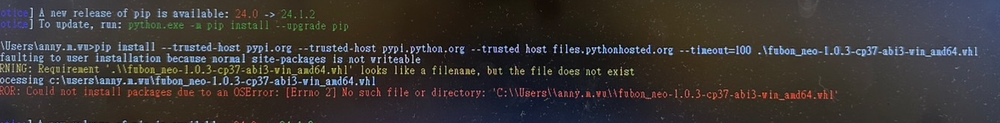 otice] A new release of pip is available: 24.0 -> 24.1.2
otice] To update, run: python.exe -m pip install --upgrade pip
\Users\anny.m.wu>pip install --trusted-host pypi.org --trusted-host pypi.python.org --trusted host files.pythonhosted.org --timeout=100 .\fubon_neo-1.0.3-cp37-abi3-win_amd64.whl
faulting to user installation because normal site-packages is not writeable
RNING: Requirement '.\\fubon_neo-1.0.3-cp37-abi3-win_amd64.whl' looks like a filename, but the file does not exist
ocessing c:\users\anny.m.wu\fubon_neo-1.0.3-cp37-abi3-win_amd64.whl
ROR: Could not install packages due to an OSError: [Errno 2] No such file or directory: 'C:\\Users\\anny.m.wu\\fubon_neo-1.0.3-cp37-abi3-win_amd64.whl'